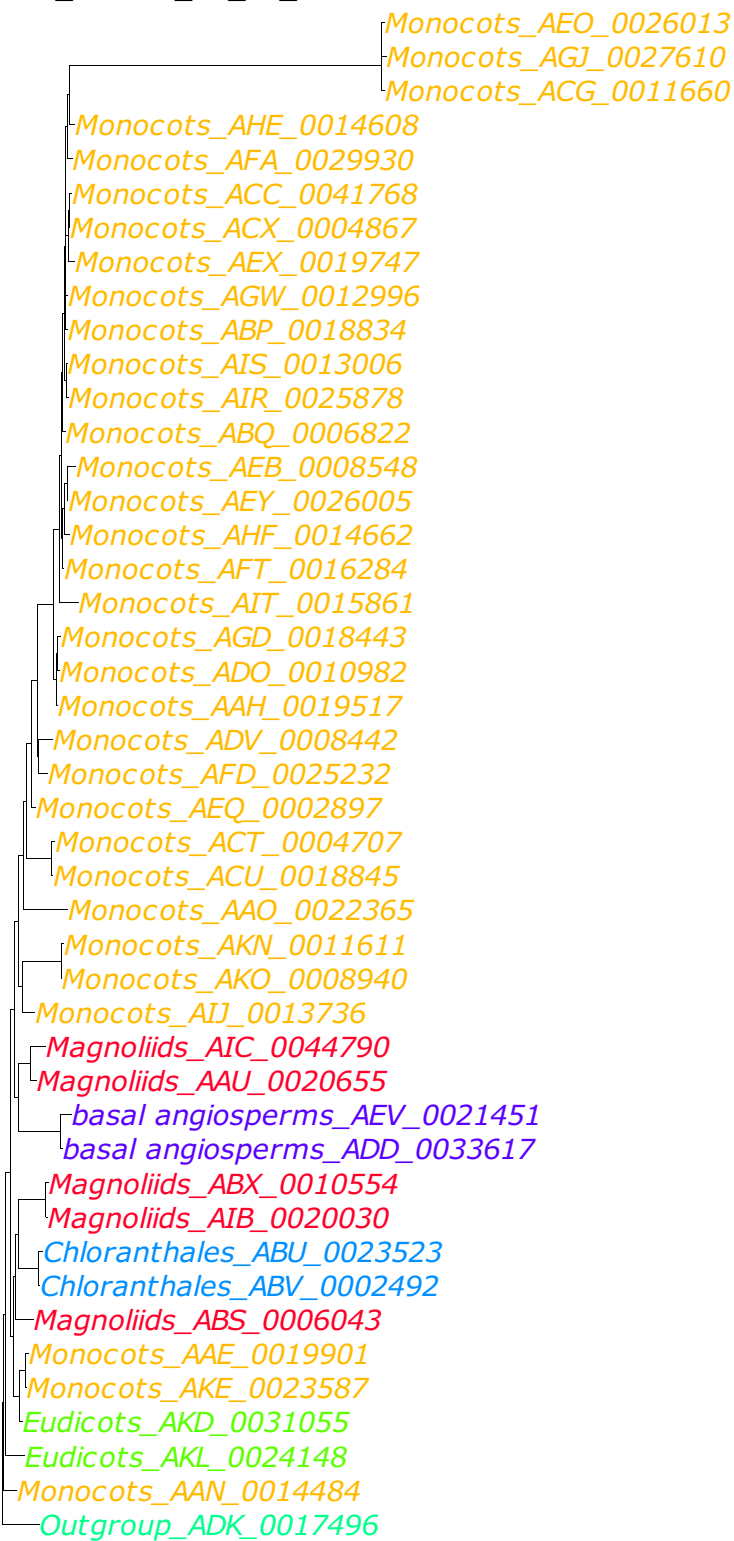 Monocots_AEO_0026013
Monocots_AGJ_0027610
Monocots_ACG_0011660
Monocots_AHE_0014608
Monocots_AFA_0029930
Monocots_ACC_0041768
Monocots_ACX_0004867
Monocots_AEX_0019747
Monocots_AGW_0012996
Monocots_ABP_0018834
Monocots_AIS_0013006
Monocots_AIR_0025878
Monocots_ABQ_0006822
Monocots_AEB_0008548
Monocots_AEY_0026005
Monocots_AHF_0014662
Monocots_AFT_0016284
Monocots_AIT_0015861
Monocots_AGD_0018443
Monocots_ADO_0010982
Monocots_AAH_0019517
Monocots_ADV_0008442
Monocots_AFD_0025232
Monocots_AEQ_0002897
Monocots_ACT_0004707
Monocots_ACU_0018845
Monocots_AAO_0022365
Monocots_AKN_0011611
Monocots_AKO_0008940
Monocots_AIJ_0013736
Magnoliids_AIC_0044790
Magnoliids_AAU_0020655
basal angiosperms_AEV_0021451
basal angiosperms_ADD_0033617
Magnoliids_ABX_0010554
Magnoliids_AIB_0020030
Chloranthales_ABU_0023523
Chloranthales_ABV_0002492
Magnoliids_ABS_0006043
Monocots_AAE_0019901
Monocots_AKE_0023587
Eudicots_AKD_0031055
Eudicots_AKL_0024148
Monocots_AAN_0014484
Outgroup_ADK_0017496